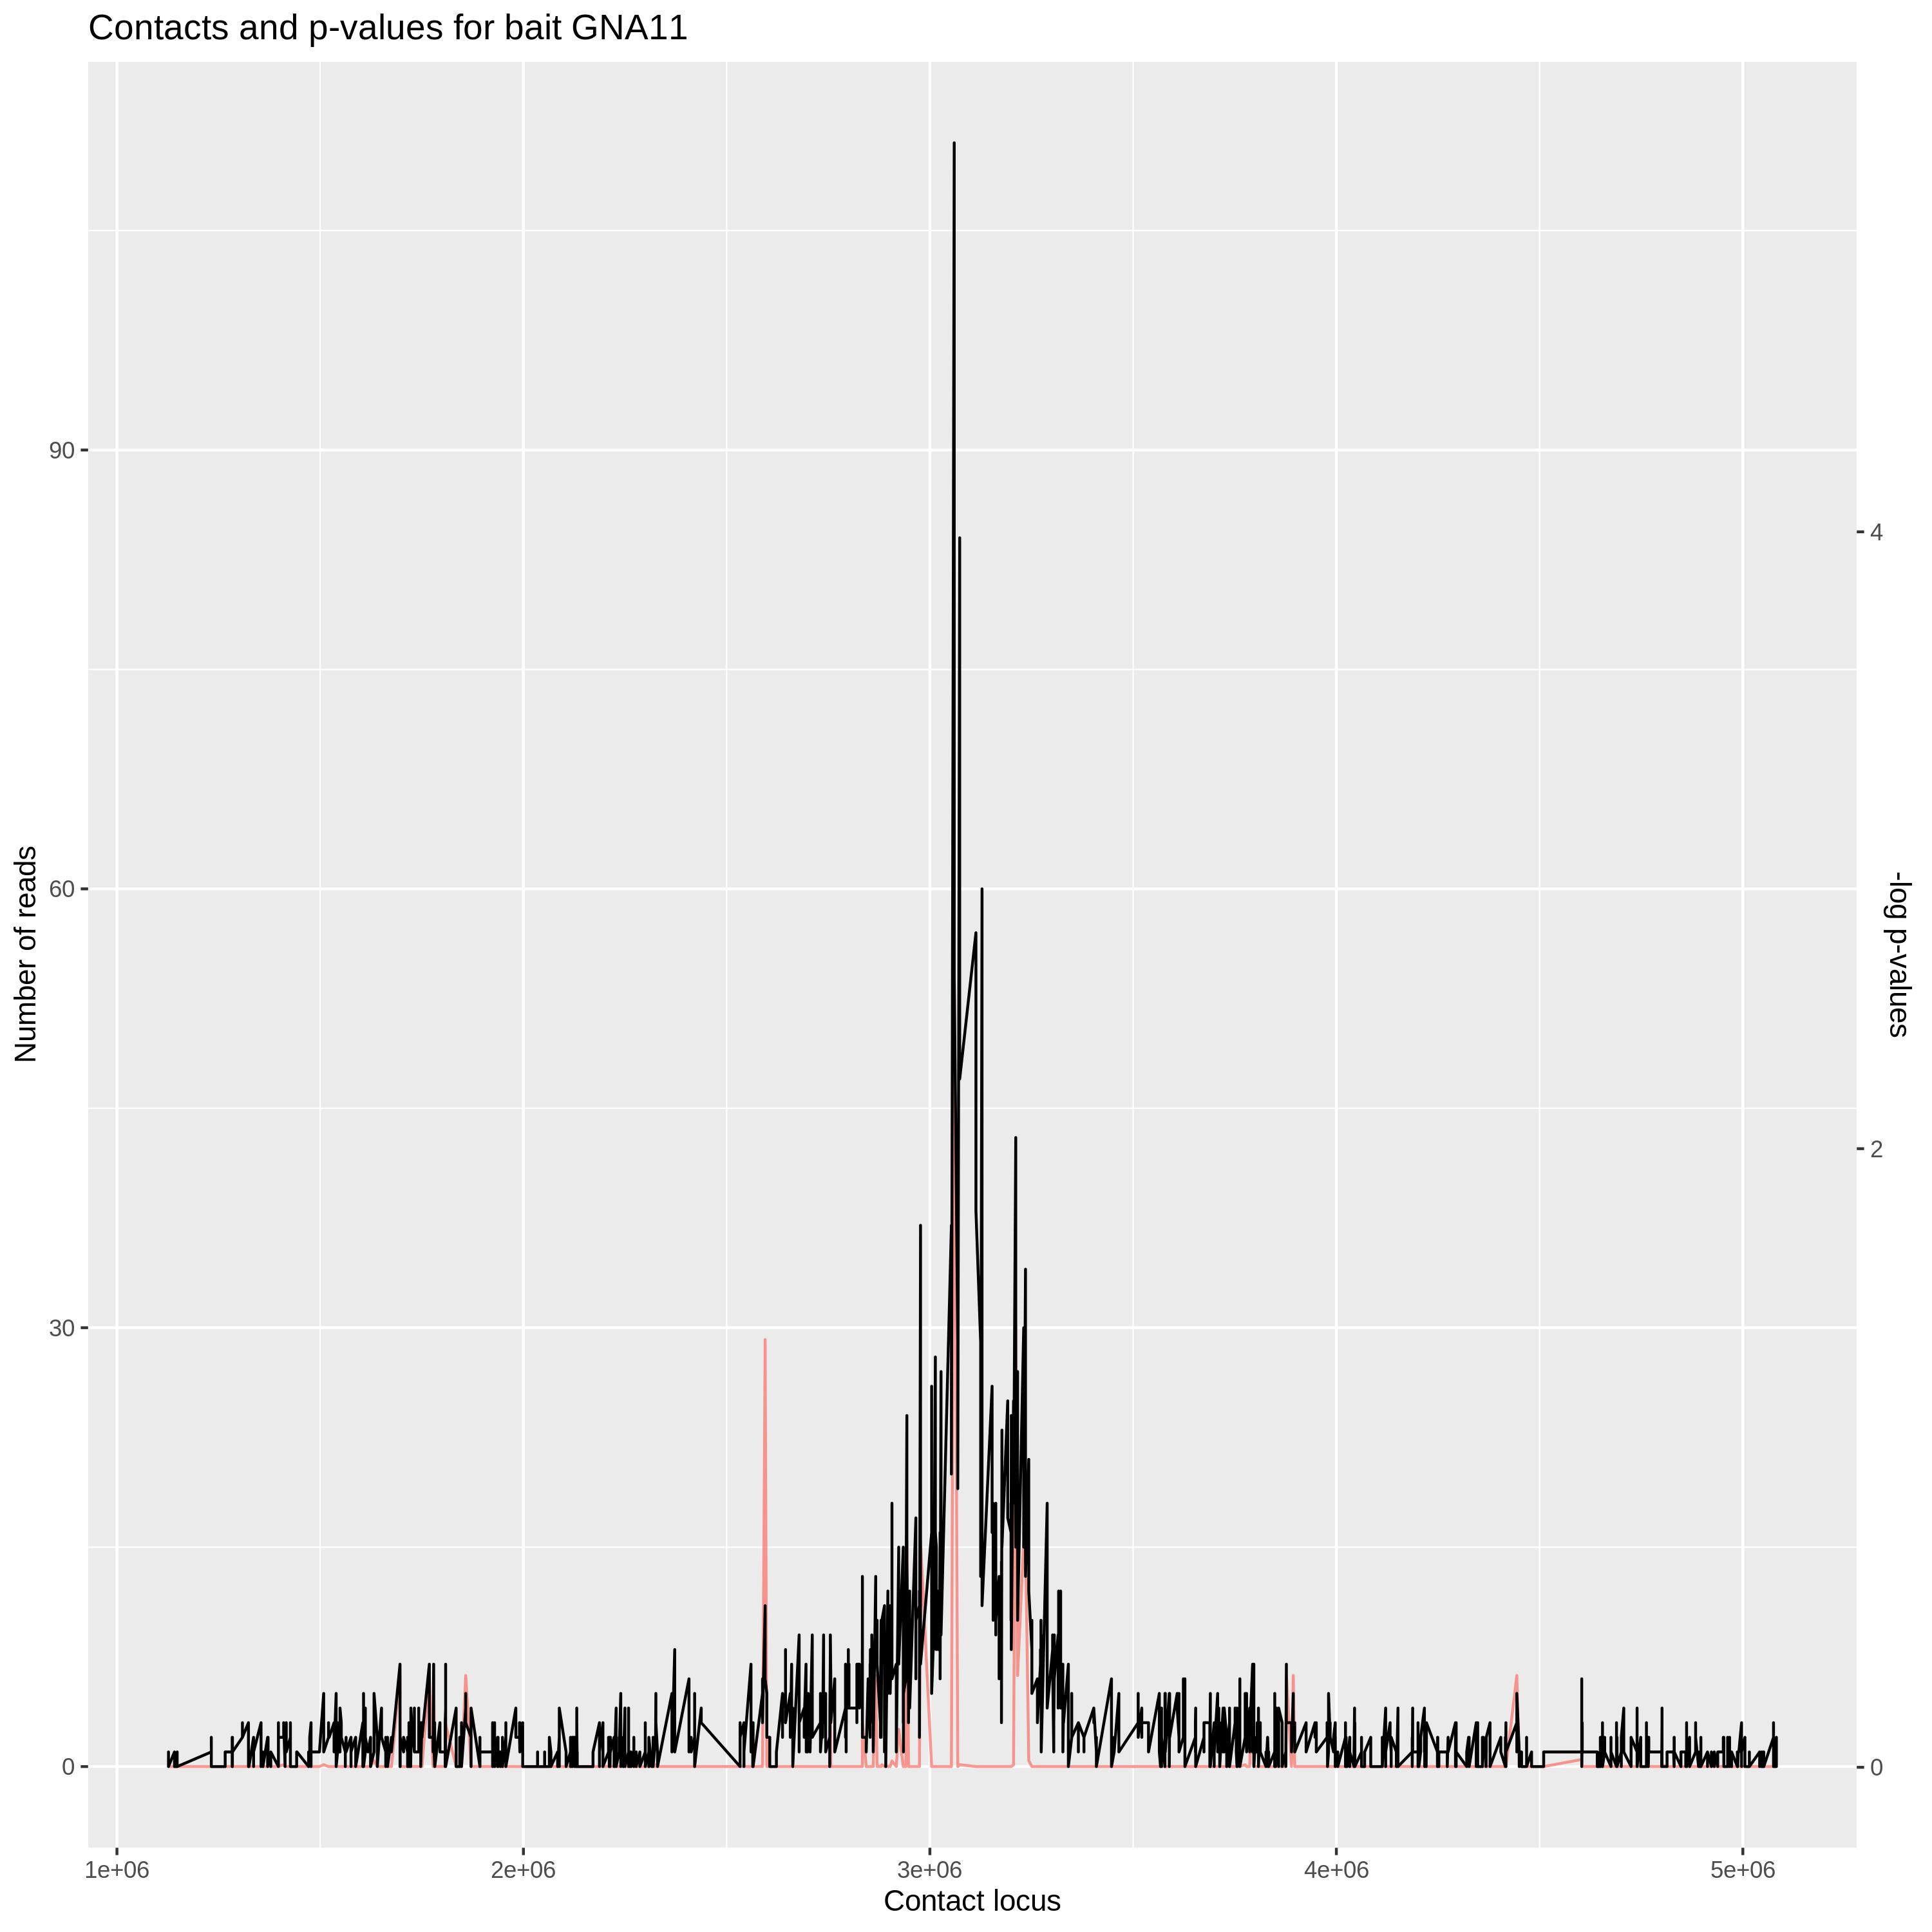 Contacts and p-values for bait GNA11
Number of reads
90
60
30
0
4
2
0
-log p-values
1e+06 2e+06 3e+06 4e+06 5e+06
Contact locus